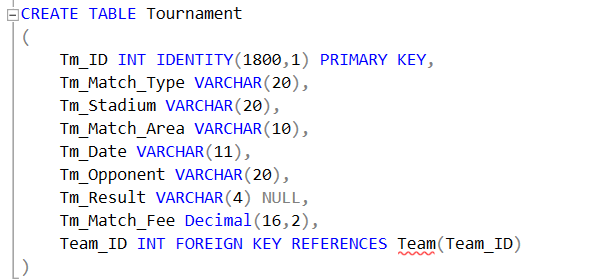 CREATE TABLE Tournament
(
Tm_ID INT IDENTITY(1800,1) PRIMARY KEY,
Tm_Match_Type VARCHAR(20),
Tm_Stadium VARCHAR(20),
Tm_Match_Area VARCHAR(10),
Tm_Date VARCHAR(11),
Tm_Opponent VARCHAR(20),
Tm_Result VARCHAR(4) NULL,
Tm_Match_Fee Decimal(16,2),
Team_ID INT FOREIGN KEY REFERENCES Team(Team_ID)
)